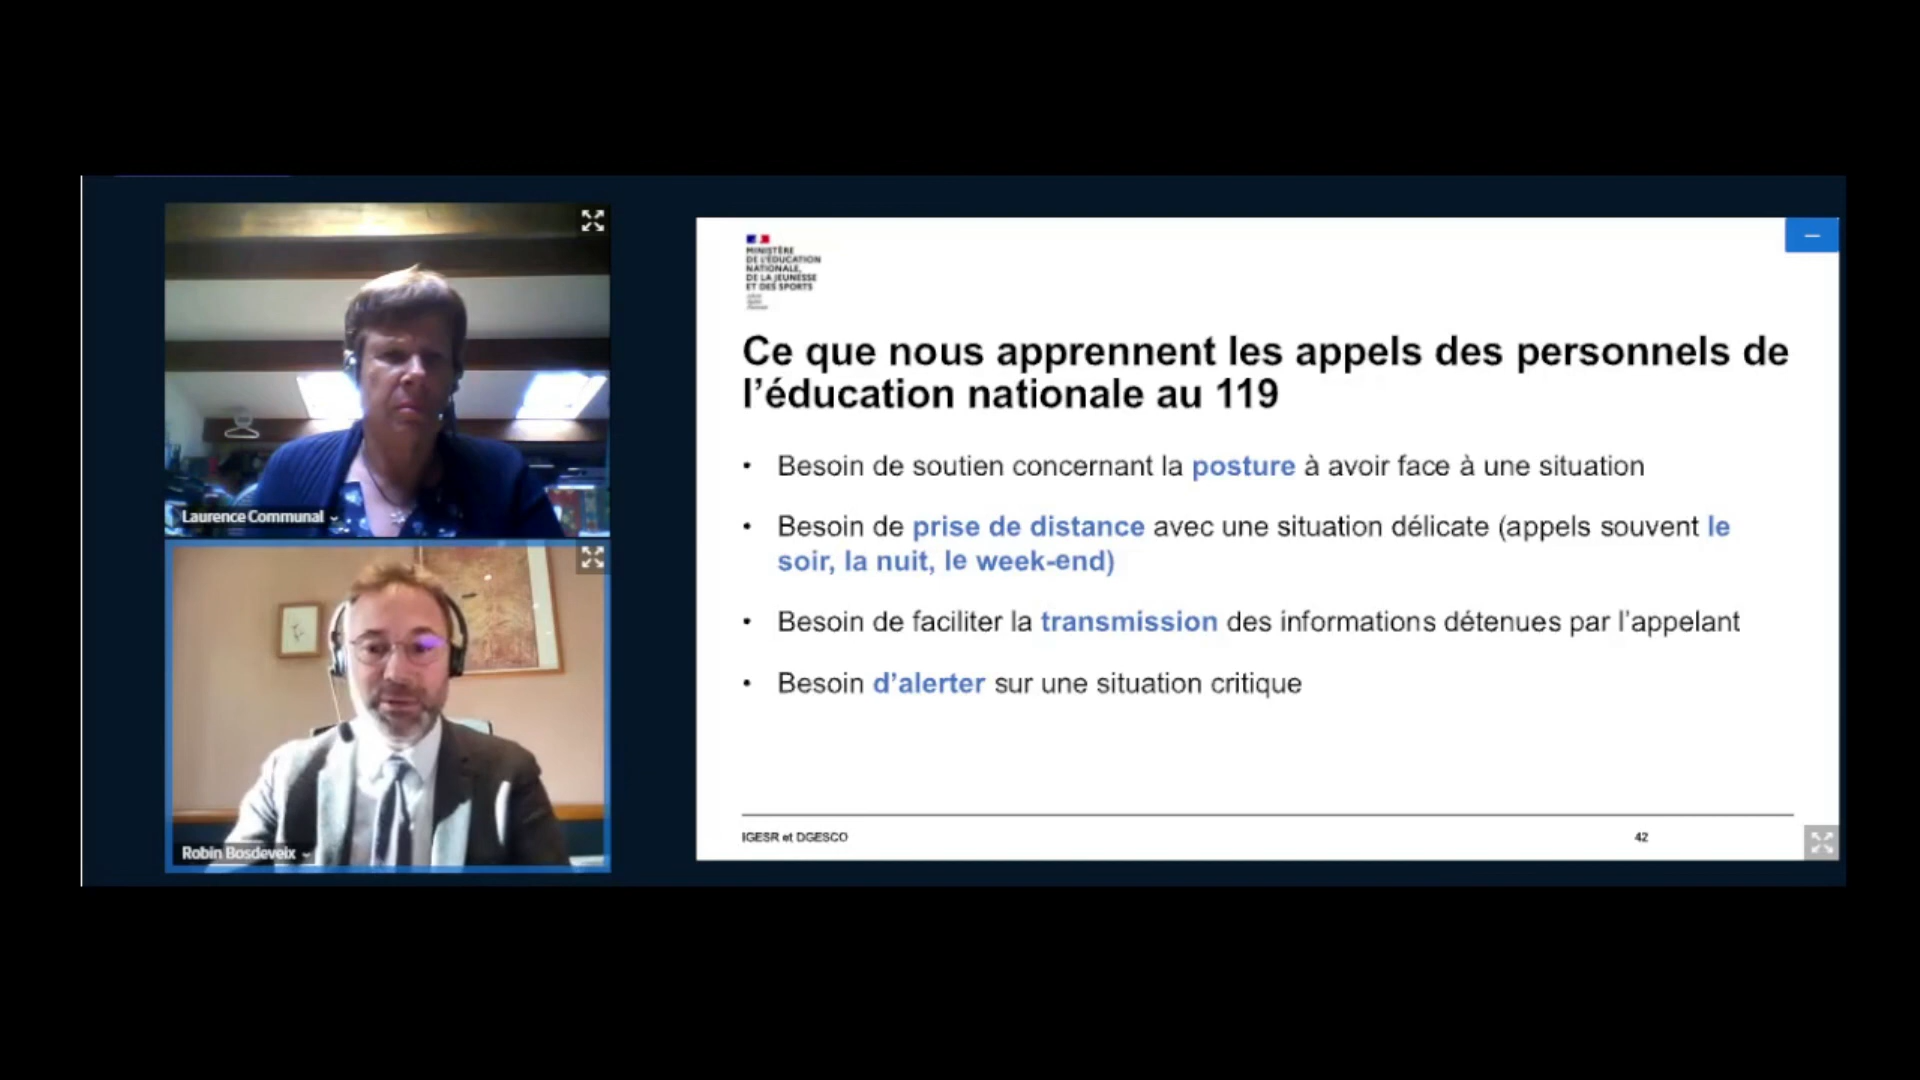 Laurence Communal
Robin Bosdeveix
MINISTÈRE
DE L'ÉDUCATION
NATIONALE,
DE LA JEUNESSE
ET DES SPORTS
Ce que nous apprennent les appels des personnels de
l'éducation nationale au 119
• Besoin de soutien concernant la posture à avoir face à une situation
• Besoin de prise de distance avec une situation délicate (appels souvent le
soir, la nuit, le week-end)
• Besoin de faciliter la transmission des informations détenues par l'appelant
• Besoin d'alerter sur une situation critique
IGESR et DGESCO
42